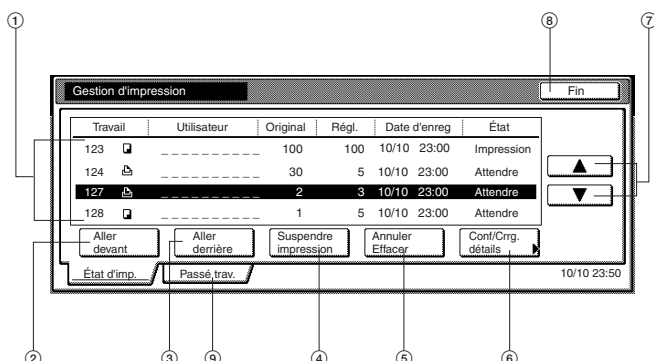 ① ⑧ ⑦
Gestion d'impression Fin
Travail Utilisateur Original Régl. Date d'enreg État
123 _ _ _ _ _ _ _ _ _ _ 100 100 10/10 23:00 Impression
124 _ _ _ _ _ _ _ _ _ _ 30 5 10/10 23:00 Attendre
127 _ _ _ _ _ _ _ _ _ _ 2 3 10/10 23:00 Attendre
128 _ _ _ _ _ _ _ _ _ _ 1 5 10/10 23:00 Attendre
Aller devant
Aller derrière
Suspendre impression
Annuler Effacer
Conf/Crrg. détails
État d'imp. Passé trav. 10/10 23:50
② ③ ⑨ ④ ⑤ ⑥